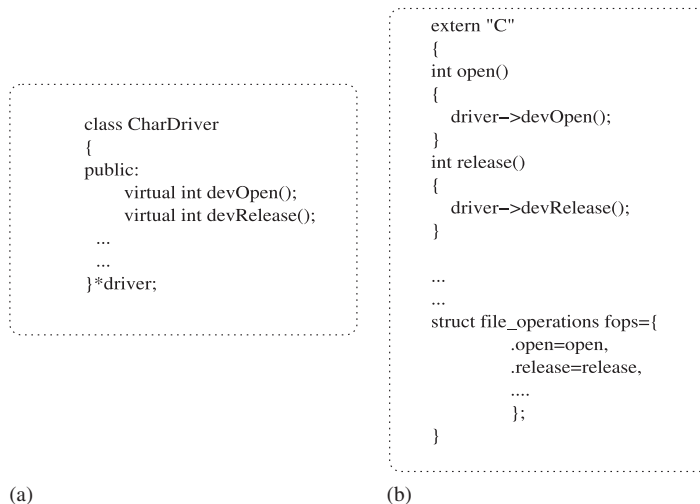 class CharDriver
{
public:
virtual int devOpen();
virtual int devRelease();
...
...
}*driver;
(a)
extern "C"
{
int open()
{
driver−>devOpen();
}
int release()
{
driver−>devRelease();
}
...
...
struct file_operations fops={
.open=open,
.release=release,
....
};
}
(b)